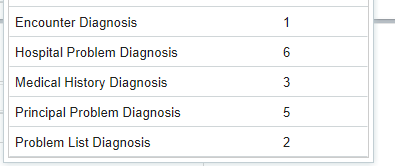 Encounter Diagnosis 1
Hospital Problem Diagnosis 6
Medical History Diagnosis 3
Principal Problem Diagnosis 5
Problem List Diagnosis 2